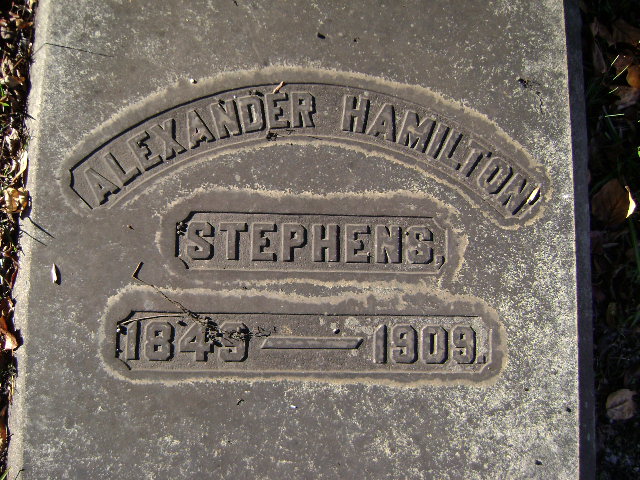 ALEXANDER HAMILTON
STEPHENS.
1843 — 1909.